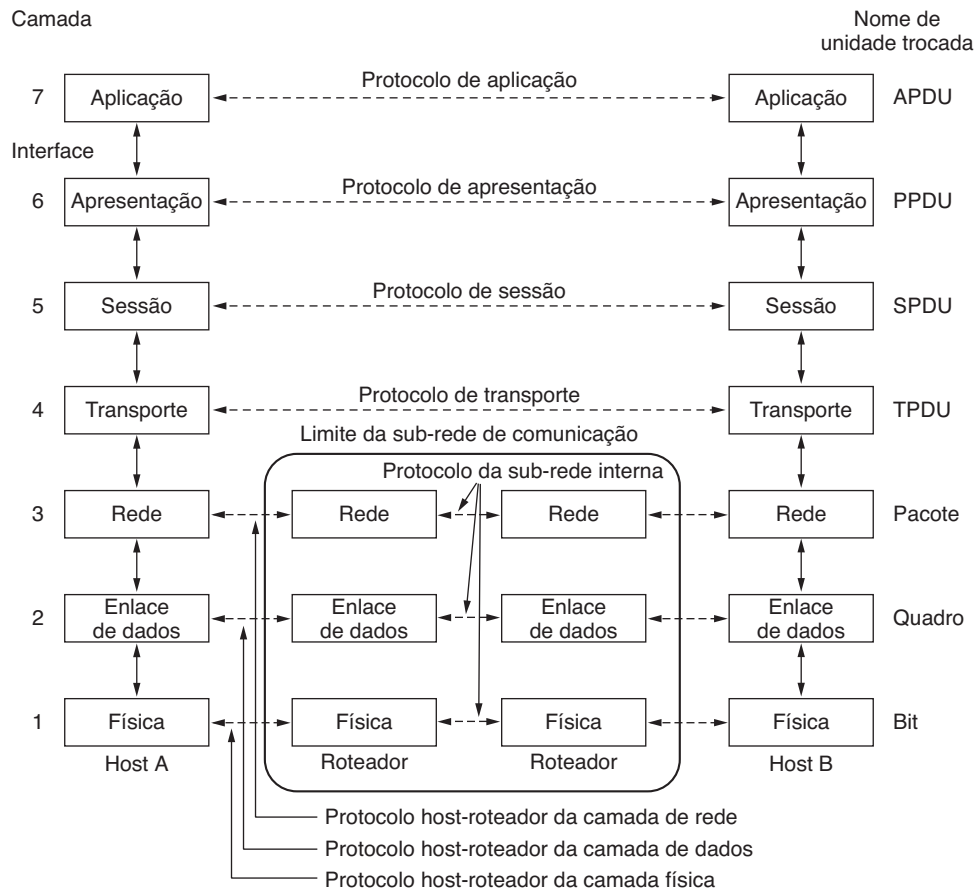 Camada
Nome de
unidade trocada
7
Aplicação
Protocolo de aplicação
Aplicação
APDU
Interface
6
Apresentação
Protocolo de apresentação
Apresentação
PPDU
5
Sessão
Protocolo de sessão
Sessão
SPDU
4
Transporte
Protocolo de transporte
Transporte
TPDU
Limite da sub-rede de comunicação
Protocolo da sub-rede interna
3
Rede
Rede
Rede
Rede
Pacote
2
Enlace
de dados
Enlace
de dados
Enlace
de dados
Enlace
de dados
Quadro
1
Física
Física
Física
Física
Bit
Host A
Roteador
Roteador
Host B
Protocolo host-roteador da camada de rede
Protocolo host-roteador da camada de dados
Protocolo host-roteador da camada física